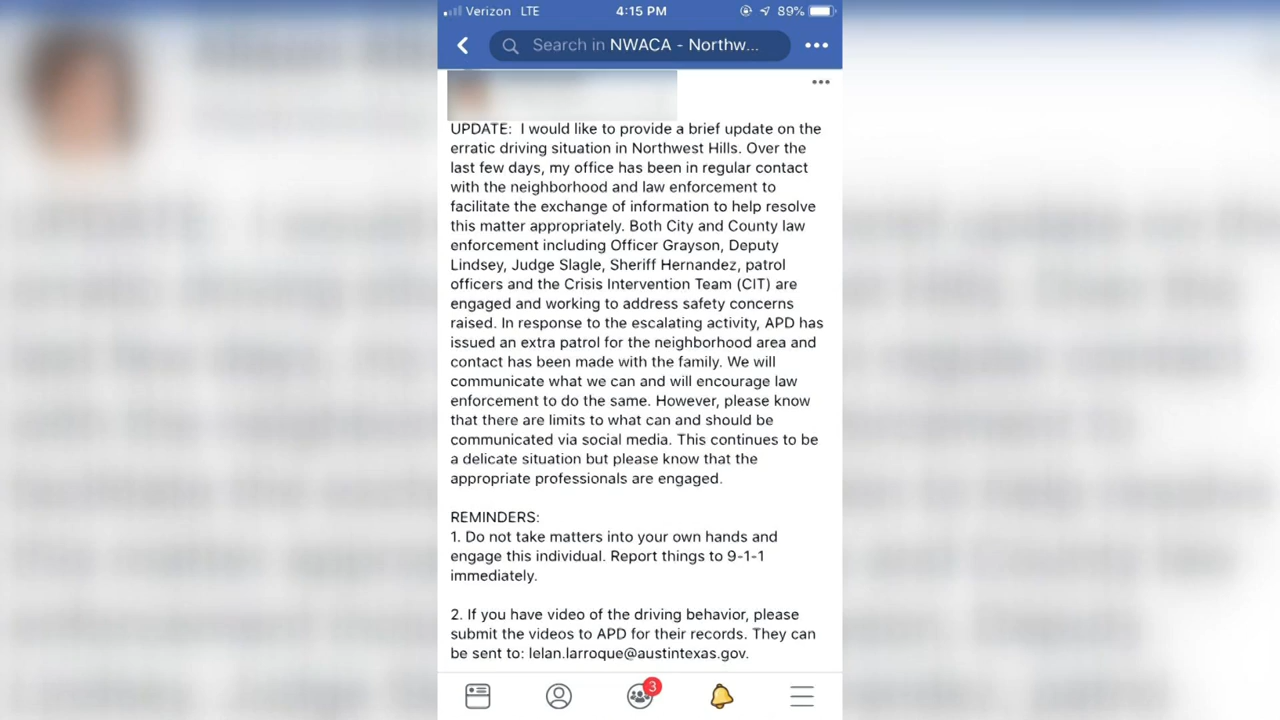 Verizon LTE 4:15 PM 89%
Search in NWACA - Northw...
UPDATE: I would like to provide a brief update on the
erratic driving situation in Northwest Hills. Over the
last few days, my office has been in regular contact
with the neighborhood and law enforcement to
facilitate the exchange of information to help resolve
this matter appropriately. Both City and County law
enforcement including Officer Grayson, Deputy
Lindsey, Judge Slagle, Sheriff Hernandez, patrol
officers and the Crisis Intervention Team (CIT) are
engaged and working to address safety concerns
raised. In response to the escalating activity, APD has
issued an extra patrol for the neighborhood area and
contact has been made with the family. We will
communicate what we can and will encourage law
enforcement to do the same. However, please know
that there are limits to what can and should be
communicated via social media. This continues to be
a delicate situation but please know that the
appropriate professionals are engaged.
REMINDERS:
1. Do not take matters into your own hands and
engage this individual. Report things to 9-1-1
immediately.
2. If you have video of the driving behavior, please
submit the videos to APD for their records. They can
be sent to: lelan.larroque@austintexas.gov.
3